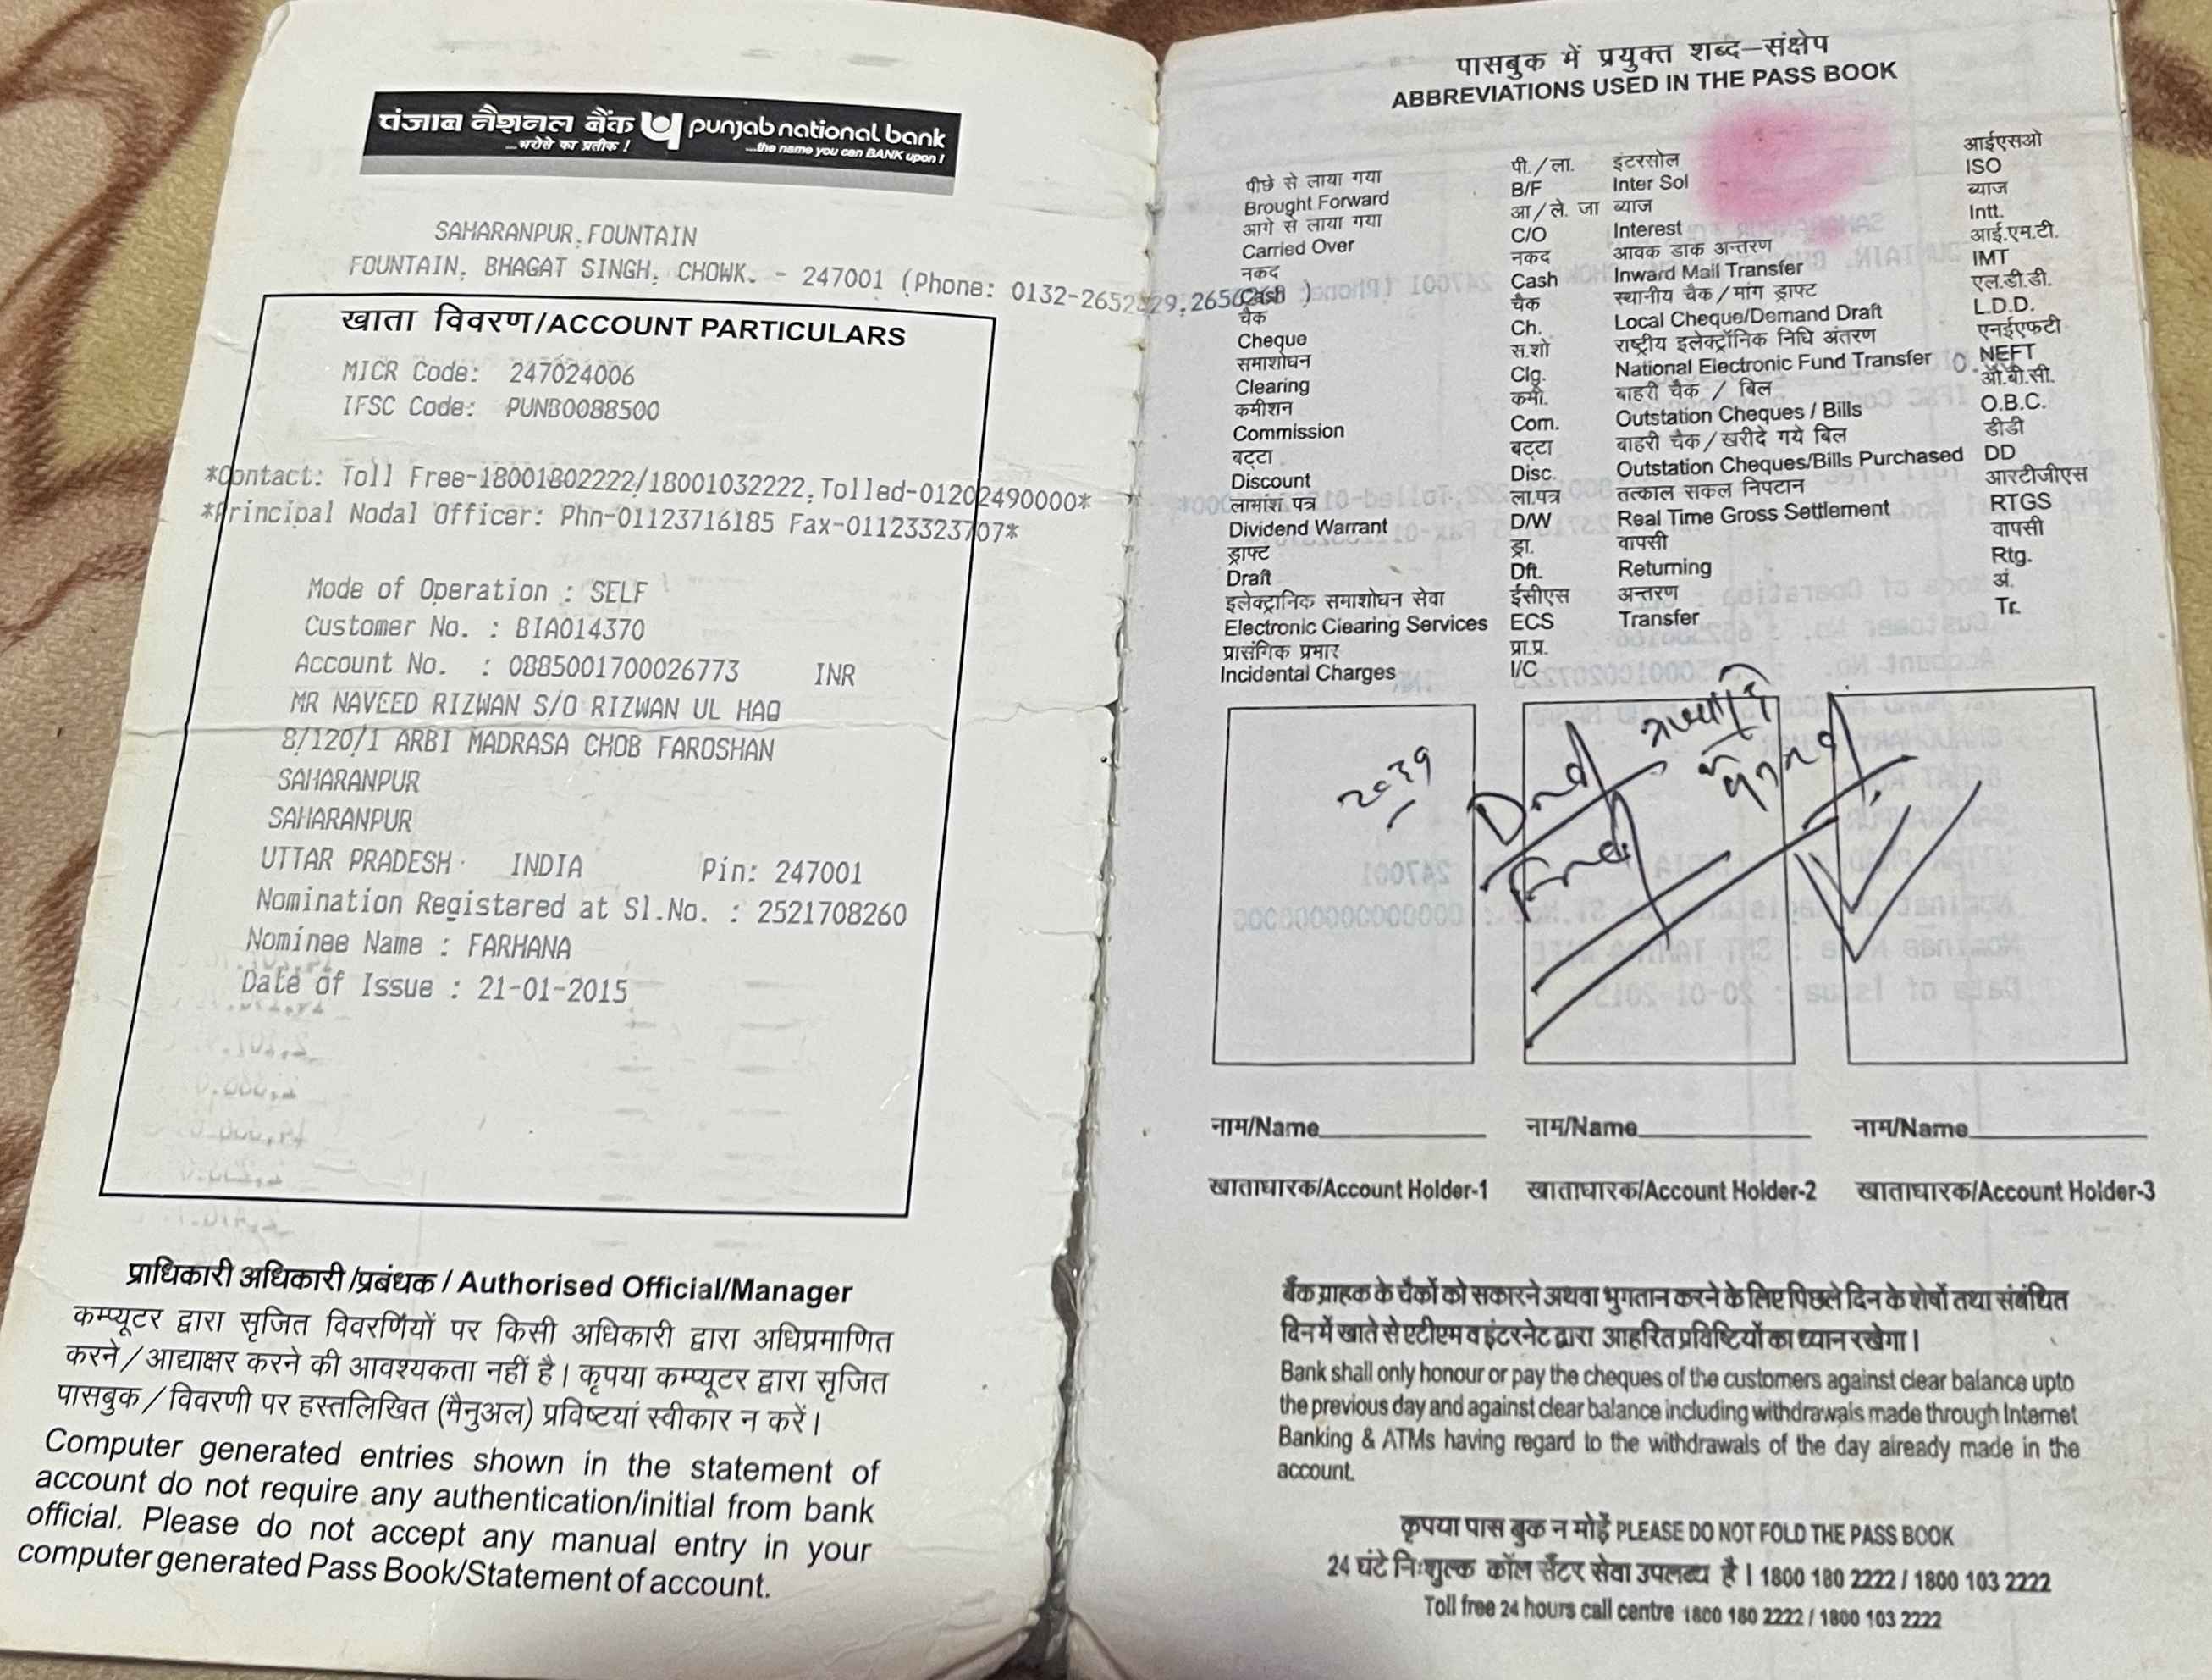 पंजाब नैशनल बैंक punjab national bank
...भरोसे का प्रतीक ! ...the name you can BANK upon !
SAHARANPUR,FOUNTAIN
FOUNTAIN, BHAGAT SINGH, CHOWK. - 247001 (Phone: 0132-2652 29,265 )
खाता विवरण/ACCOUNT PARTICULARS
MICR Code: 247024006
IFSC Code: PUNB0088500
*Contact: Toll Free-18001802222/18001032222,Tolled-01202490000*
*Principal Nodal Officer: Phn-01123716185 Fax-01123323707*
Mode of Operation : SELF
Customer No. : BIA014370
Account No. : 0885001700026773 INR
MR NAVEED RIZWAN S/O RIZWAN UL HAQ
8/120/1 ARBI MADRASA CHOB FAROSHAN
SAHARANPUR
SAHARANPUR
UTTAR PRADESH INDIA Pin: 247001
Nomination Registered at Sl.No. : 2521708260
Nominee Name : FARHANA
Date of Issue : 21-01-2015
प्राधिकारी अधिकारी/प्रबंधक / Authorised Official/Manager
कम्प्यूटर द्वारा सृजित विवरणियों पर किसी अधिकारी द्वारा अधिप्रमाणित
करने/आद्याक्षर करने की आवश्यकता नहीं है। कृपया कम्प्यूटर द्वारा सृजित
पासबुक/विवरणी पर हस्तलिखित (मैनुअल) प्रविष्टयां स्वीकार न करें।
Computer generated entries shown in the statement of
account do not require any authentication/initial from bank
official. Please do not accept any manual entry in your
computer generated Pass Book/Statement of account.
पासबुक में प्रयुक्त शब्द–संक्षेप
ABBREVIATIONS USED IN THE PASS BOOK
पीछे से लाया गया पी./ला. इंटरसोल आईएसओ
Brought Forward B/F Inter Sol ISO
आगे से लाया गया आ/ले. जा ब्याज ब्याज
Carried Over C/O Interest Intt.
नकद नकद आवक डाक अन्तरण आई.एम.टी.
Cash Cash Inward Mail Transfer IMT
चैक चैक स्थानीय चैक/मांग ड्राफ्ट एल.डी.डी.
Cheque Ch. Local Cheque/Demand Draft L.D.D.
समाशोधन स.शो राष्ट्रीय इलेक्ट्रॉनिक निधि अंतरण एनईएफटी
Clearing Clg. National Electronic Fund Transfer NEFT
कमीशन कमी. बाहरी चैक / बिल ओ.बी.सी.
Commission Com. Outstation Cheques / Bills O.B.C.
बट्टा बट्टा बाहरी चैक/खरीदे गये बिल डीडी
Discount Disc. Outstation Cheques/Bills Purchased DD
लाभांश पत्र ला.पत्र तत्काल सकल निपटान आरटीजीएस
Dividend Warrant D/W Real Time Gross Settlement RTGS
ड्राफ्ट ड्रा. वापसी वापसी
Draft Dft. Returning Rtg.
इलेक्ट्रानिक समाशोधन सेवा ईसीएस अन्तरण अं.
Electronic Clearing Services ECS Transfer Tr.
प्रासंगिक प्रभार प्रा.प्र.
Incidental Charges I/C
नाम/Name नाम/Name नाम/Name
खाताधारक/Account Holder-1 खाताधारक/Account Holder-2 खाताधारक/Account Holder-3
बैंक ग्राहक के चैकों को सकारने अथवा भुगतान करने के लिए पिछले दिन के शेषों तथा संबंधित
दिन में खाते से एटीएम व इंटरनेट द्वारा आहरित प्रविष्टियों का ध्यान रखेगा।
Bank shall only honour or pay the cheques of the customers against clear balance upto
the previous day and against clear balance including withdrawals made through Internet
Banking & ATMs having regard to the withdrawals of the day already made in the
account.
कृपया पास बुक न मोड़ें PLEASE DO NOT FOLD THE PASS BOOK
24 घंटे निःशुल्क कॉल सेंटर सेवा उपलब्ध है। 1800 180 2222 / 1800 103 2222
Toll free 24 hours call centre 1800 180 2222 / 1800 103 2222